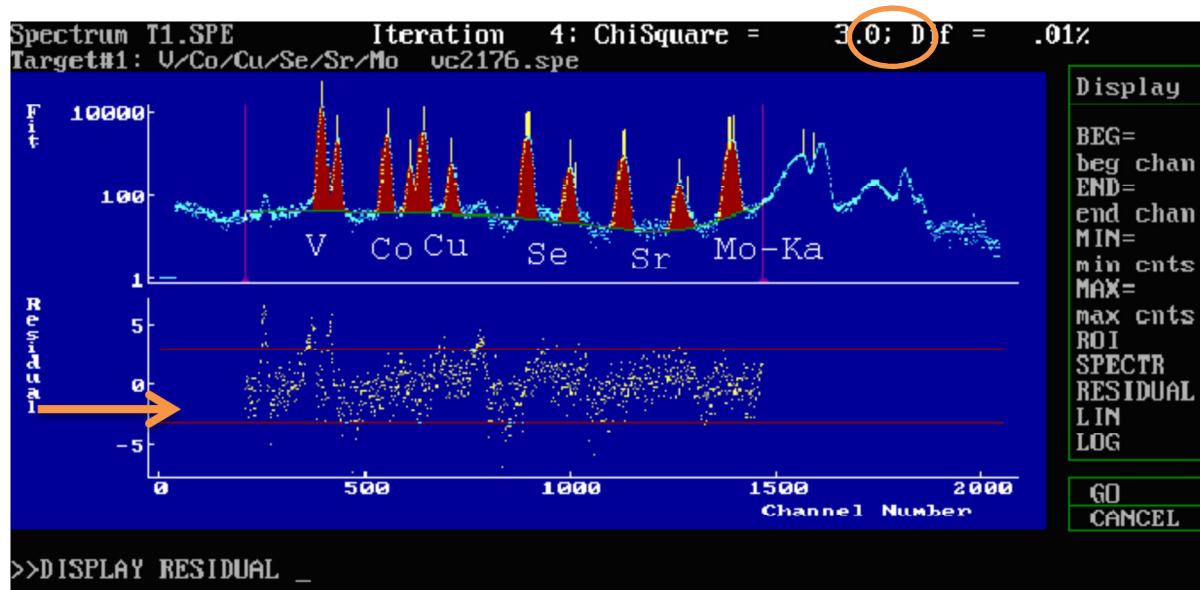 Spectrum T1.SPE Iteration 4: ChiSquare = 3.0; Dif = .01%
Target#1: V/Co/Cu/Se/Sr/Mo vc2176.spe
Display
Fit
10000
100
1
V Co Cu Se Sr Mo-Ka
BEG=
beg chan
END=
end chan
MIN=
min cnts
MAX=
max cnts
ROI
SPECTR
RESIDUAL
LIN
LOG
Residual
5
0
-5
0 500 1000 1500 2000
Channel Number
GO
CANCEL
>>DISPLAY RESIDUAL _